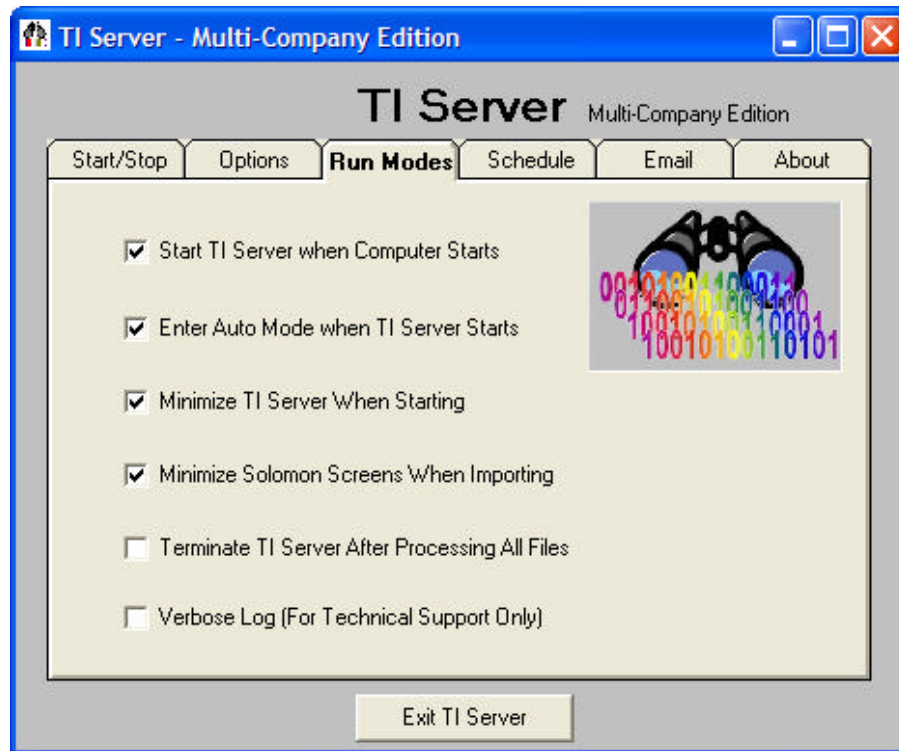 TI Server - Multi-Company Edition
TI Server Multi-Company Edition
Start/Stop Options Run Modes Schedule Email About
Start TI Server when Computer Starts
Enter Auto Mode when TI Server Starts
Minimize TI Server When Starting
Minimize Solomon Screens When Importing
Terminate TI Server After Processing All Files
Verbose Log (For Technical Support Only)
100101000110101
Exit TI Server